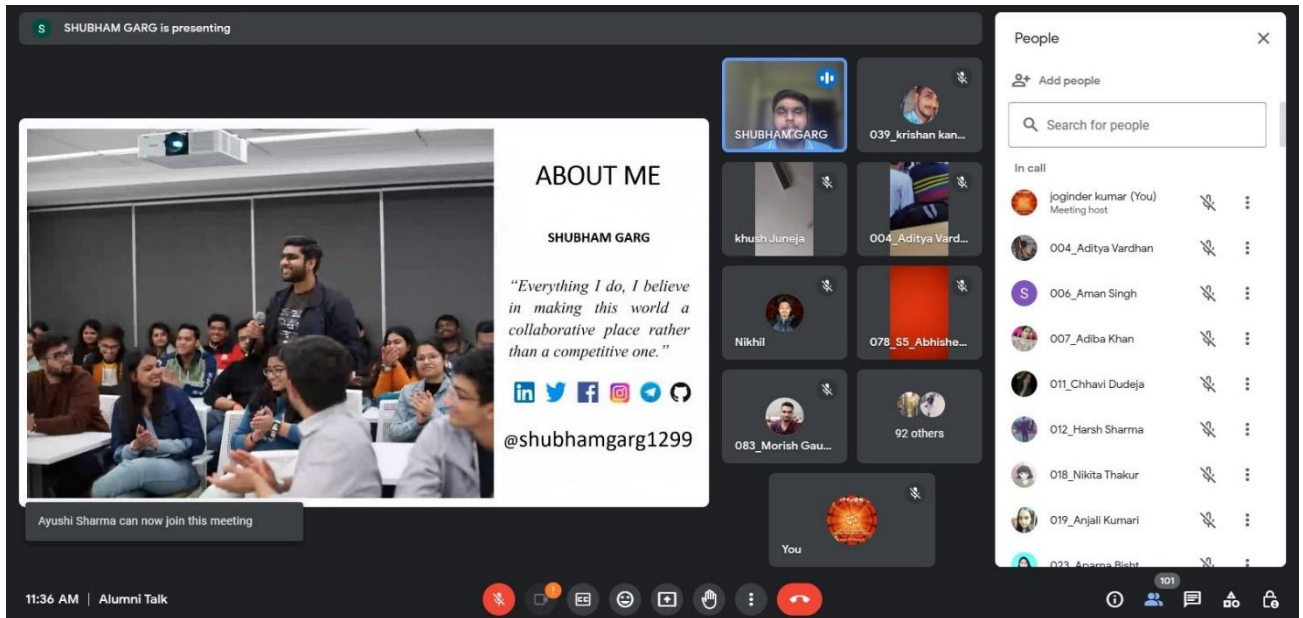 S SHUBHAM GARG is presenting
ABOUT ME
SHUBHAM GARG
“Everything I do, I believe
in making this world a
collaborative place rather
than a competitive one.”
in
f
@shubhamgarg1299
Ayushi Sharma can now join this meeting
SHUBHAM GARG
039_krishan kan...
khush Juneja
004_Aditya Vard...
Nikhil
078_S5_Abhishe...
083_Morish Gau...
92 others
You
People
Add people
Search for people
In call
joginder kumar (You)
Meeting host
004_Aditya Vardhan
S 006_Aman Singh
007_Adiba Khan
011_Chhavi Dudeja
012_Harsh Sharma
018_Nikita Thakur
019_Anjali Kumari
023_Aparna Bisht
11:36 AM | Alumni Talk
!
CC
101